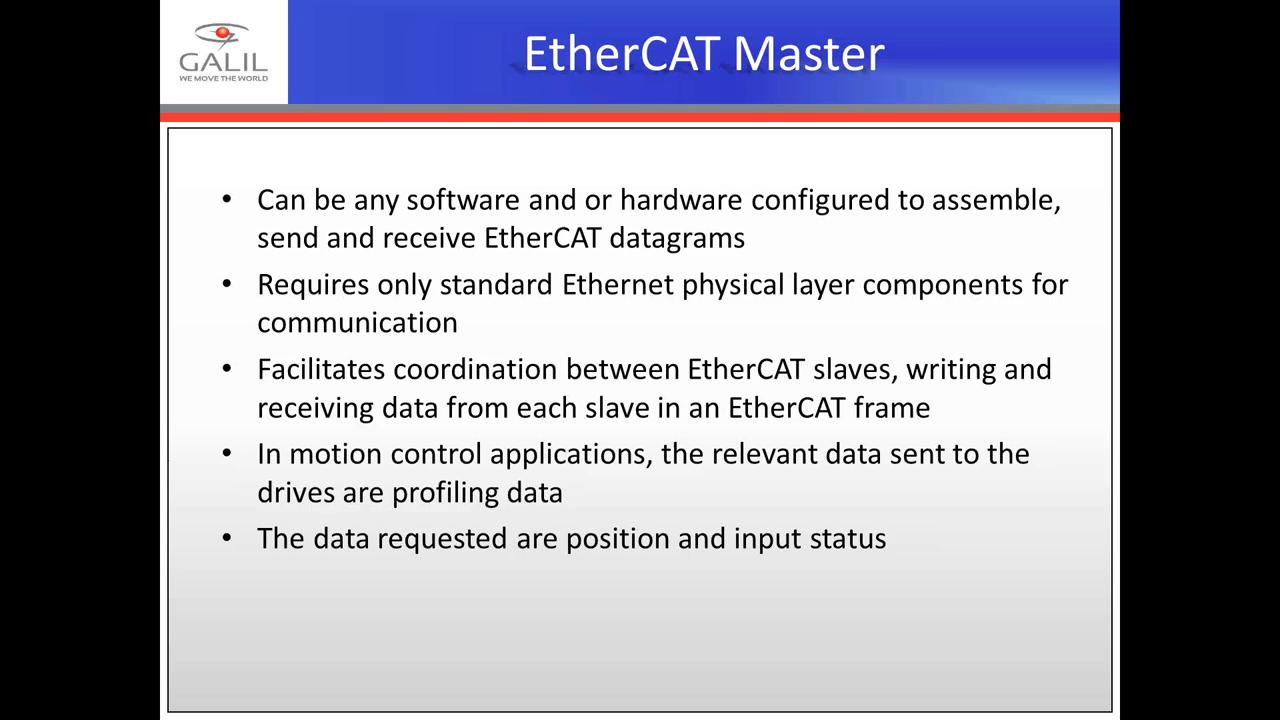 GALIL
WE MOVE THE WORLD
EtherCAT Master
• Can be any software and or hardware configured to assemble,
send and receive EtherCAT datagrams
• Requires only standard Ethernet physical layer components for
communication
• Facilitates coordination between EtherCAT slaves, writing and
receiving data from each slave in an EtherCAT frame
• In motion control applications, the relevant data sent to the
drives are profiling data
• The data requested are position and input status